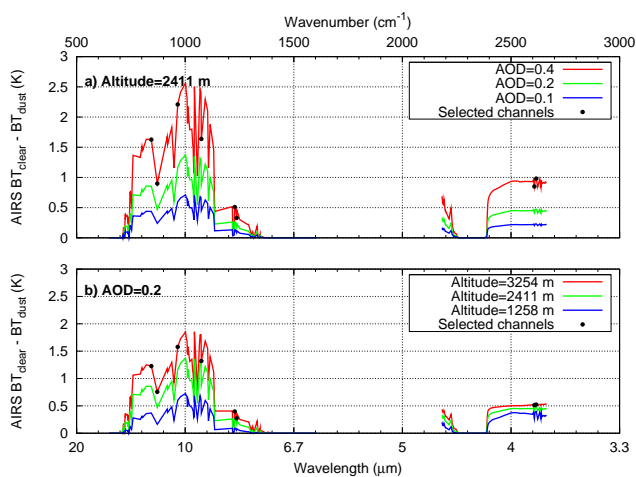 Wavenumber (cm⁻¹)
500 1000 1500 2000 2500 3000
AIRS BT_clear - BT_dust (K)
3
2.5
2
1.5
1
0.5
0
a) Altitude=2411 m
AOD=0.4
AOD=0.2
AOD=0.1
Selected channels
AIRS BT_clear - BT_dust (K)
3
2.5
2
1.5
1
0.5
0
b) AOD=0.2
Altitude=3254 m
Altitude=2411 m
Altitude=1258 m
Selected channels
20 10 6.7 5 4 3.3
Wavelength (μm)